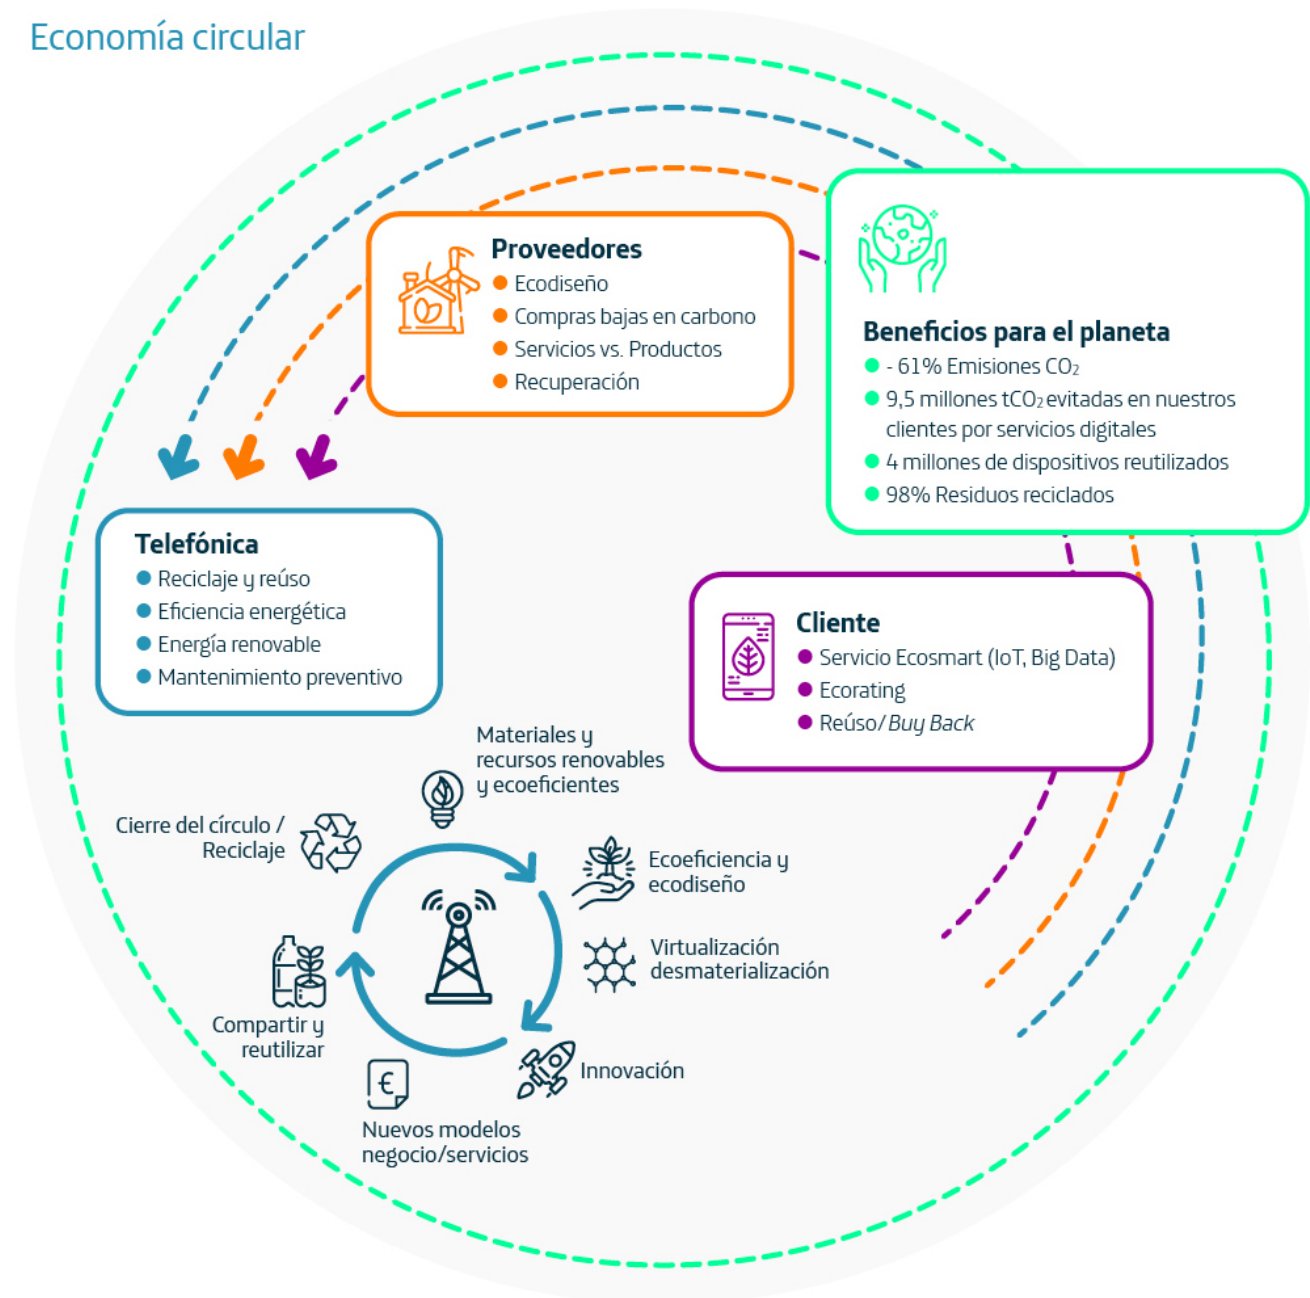 Economía circular
Proveedores
Ecodiseño
Compras bajas en carbono
Servicios vs. Productos
Recuperación
Beneficios para el planeta
- 61% Emisiones CO₂
9,5 millones tCO₂ evitadas en nuestros
clientes por servicios digitales
4 millones de dispositivos reutilizados
98% Residuos reciclados
Telefónica
Reciclaje y reúso
Eficiencia energética
Energía renovable
Mantenimiento preventivo
Cliente
Servicio Ecosmart (IoT, Big Data)
Ecorating
Reúso/Buy Back
Materiales y
recursos renovables
y ecoeficientes
Ecoeficiencia y
ecodiseño
Virtualización
desmaterialización
Innovación
€
Nuevos modelos
negocio/servicios
Compartir y
reutilizar
Cierre del círculo /
Reciclaje